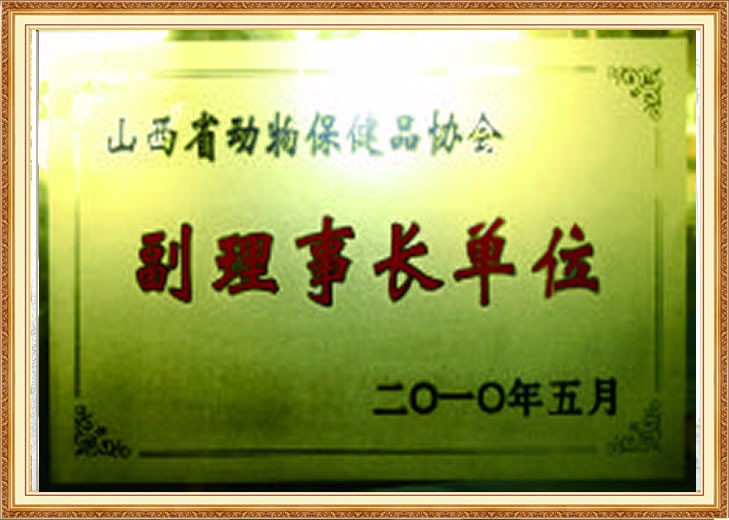 山西省动物保健品协会
副理事长单位
二〇一〇年五月